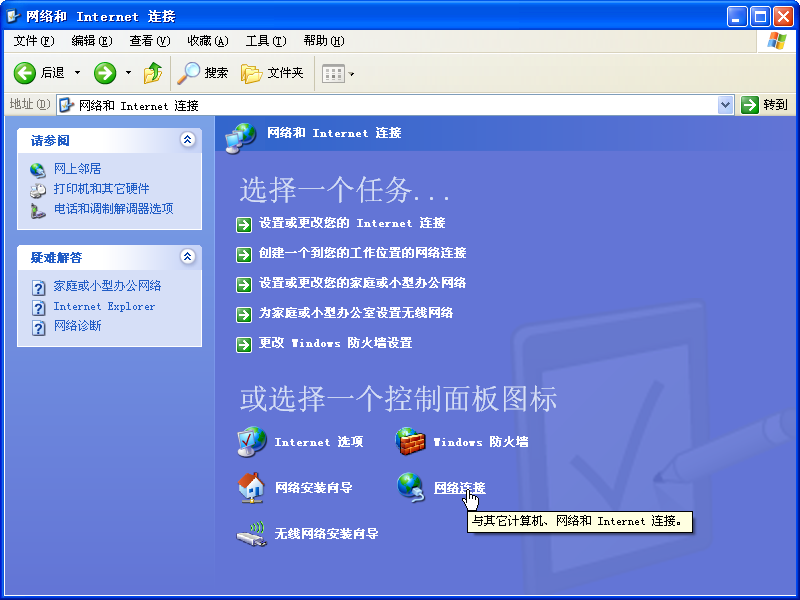 网络和 Internet 连接
文件(F) 编辑(E) 查看(V) 收藏(A) 工具(T) 帮助(H)
后退 搜索 文件夹
地址(D) 网络和 Internet 连接 转到
请参阅
网上邻居
打印机和其它硬件
电话和调制解调器选项
疑难解答
家庭或小型办公网络
Internet Explorer
网络诊断
网络和 Internet 连接
选择一个任务...
设置或更改您的 Internet 连接
创建一个到您的工作位置的网络连接
设置或更改您的家庭或小型办公网络
为家庭或小型办公室设置无线网络
更改 Windows 防火墙设置
或选择一个控制面板图标
Internet 选项 Windows 防火墙
网络安装向导 网络连接
与其它计算机、网络和 Internet 连接。
无线网络安装向导